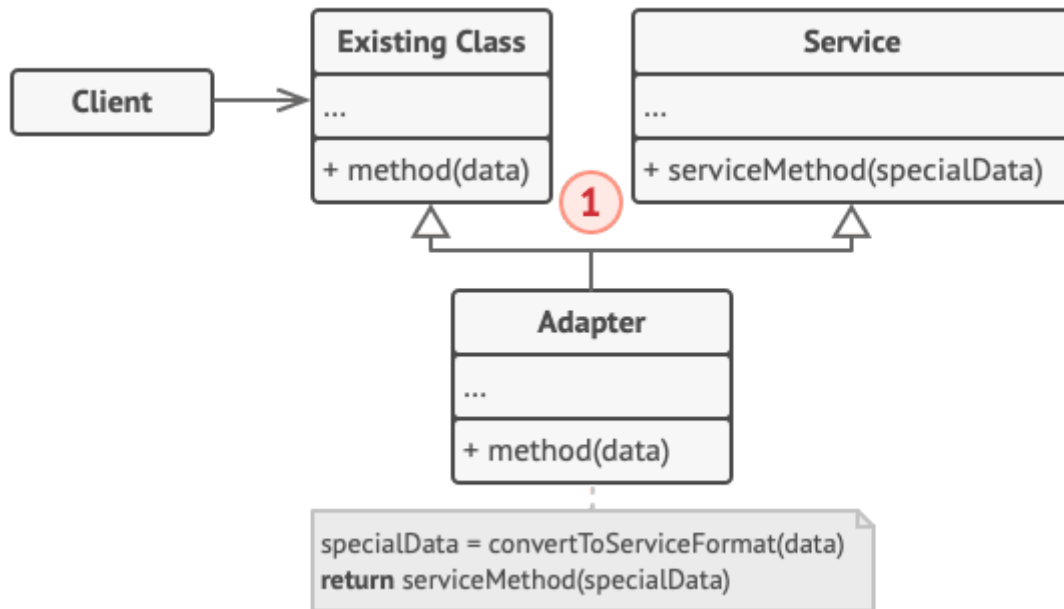 Existing Class
Service
Client
...
...
+ method(data)
+ serviceMethod(specialData)
1
Adapter
...
+ method(data)
specialData = convertToServiceFormat(data)
return serviceMethod(specialData)